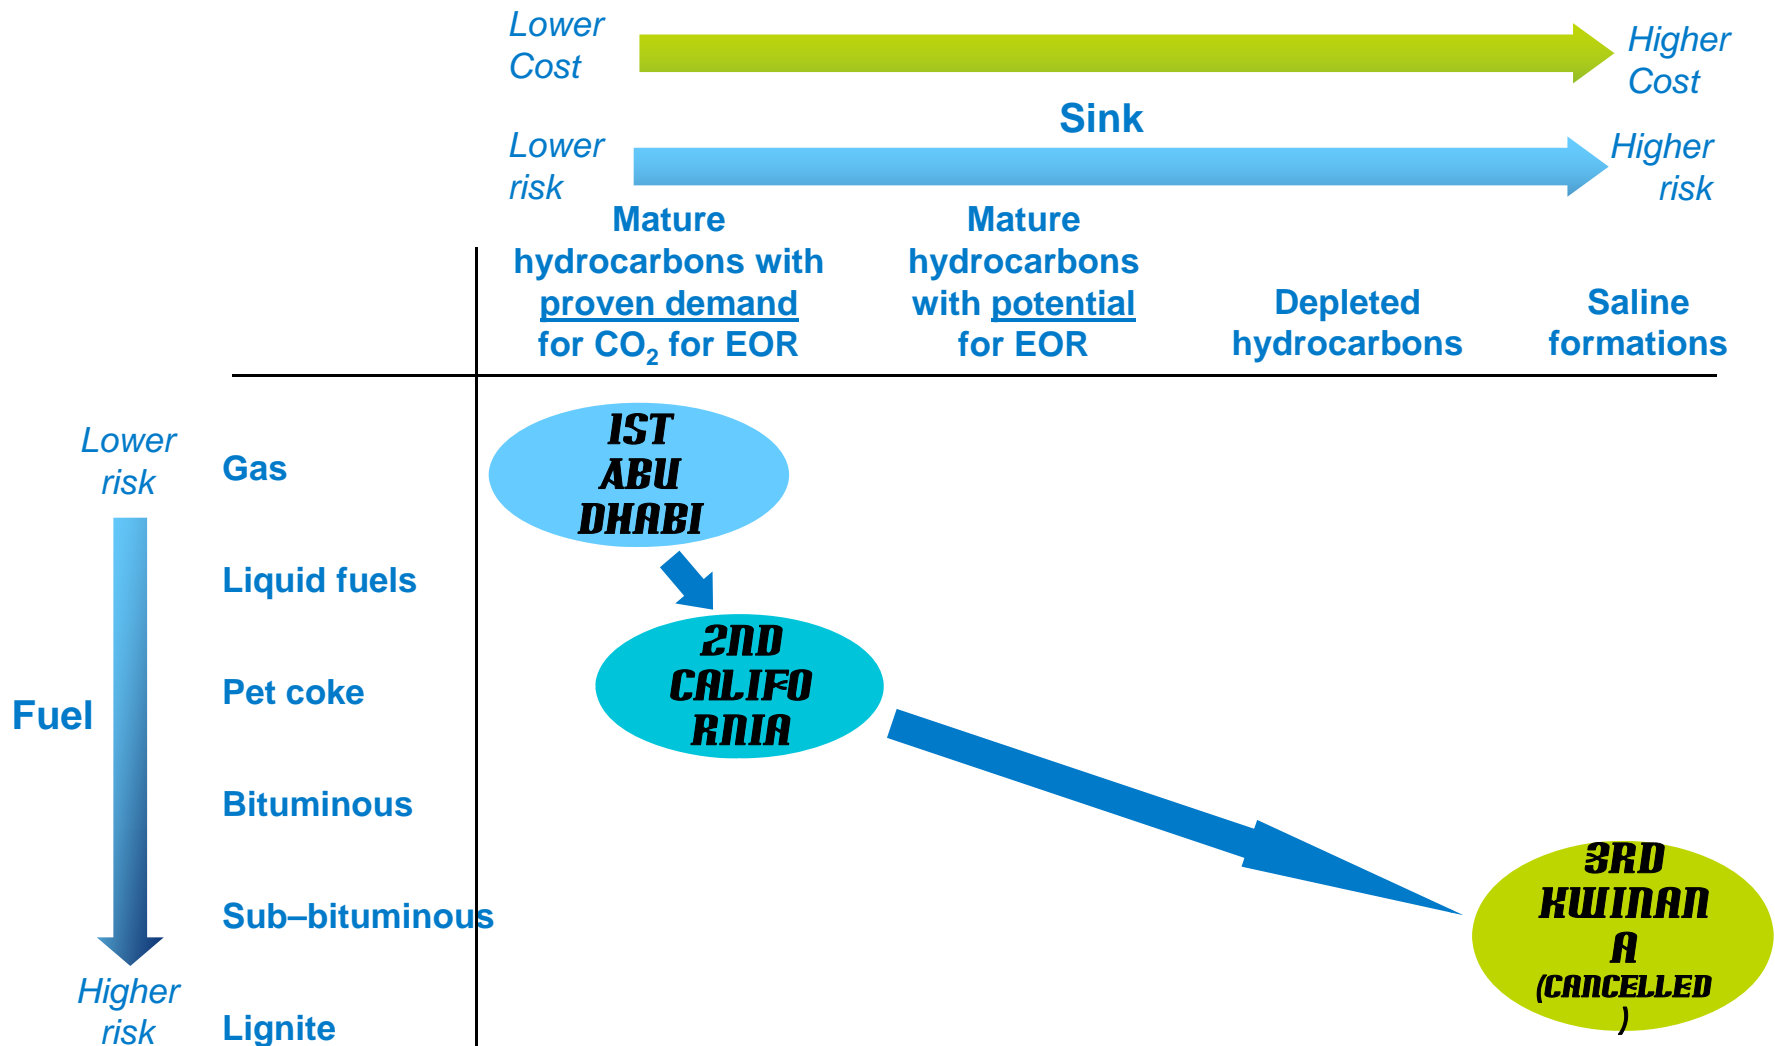 Lower
Cost
Higher
Cost
Sink
Lower
risk
Higher
risk
Mature
hydrocarbons with
proven demand
for CO₂ for EOR
Mature
hydrocarbons
with potential
for EOR
Depleted
hydrocarbons
Saline
formations
Lower
risk
Fuel
Higher
risk
Gas
Liquid fuels
Pet coke
Bituminous
Sub–bituminous
Lignite
1ST
ABU
DHABI
2ND
CALIFO
RNIA
3RD
KWINAN
A
(CANCELLED
)